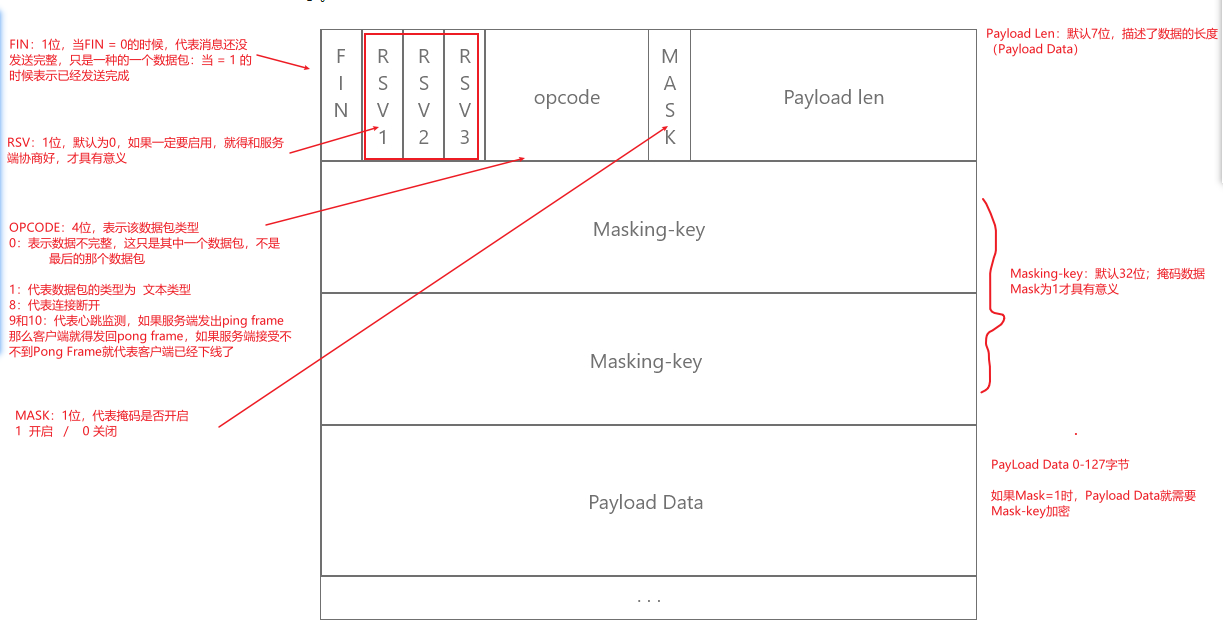 FIN：1位，当FIN = 0的时候，代表消息还没
发送完整，只是一种的一个数据包：当 = 1 的
时候表示已经发送完成
RSV：1位，默认为0，如果一定要启用，就得和服务
端协商好，才具有意义
OPCODE：4位，表示该数据包类型
0：表示数据不完整，这只是其中一个数据包，不是
最后的那个数据包
1：代表数据包的类型为 文本类型
8：代表连接断开
9和10：代表心跳监测，如果服务端发出ping frame
那么客户端就得发回pong frame，如果服务端接受不
不到Pong Frame就代表客户端已经下线了
MASK：1位，代表掩码是否开启
1 开启 / 0 关闭
FIN
RSV1
RSV2
RSV3
opcode
MASK
Payload len
Masking-key
Masking-key
Payload Data
. . .
Payload Len：默认7位，描述了数据的长度
（Payload Data）
Masking-key：默认32位；掩码数据
Mask为1才具有意义
PayLoad Data 0-127字节
如果Mask=1时，Payload Data就需要
Mask-key加密